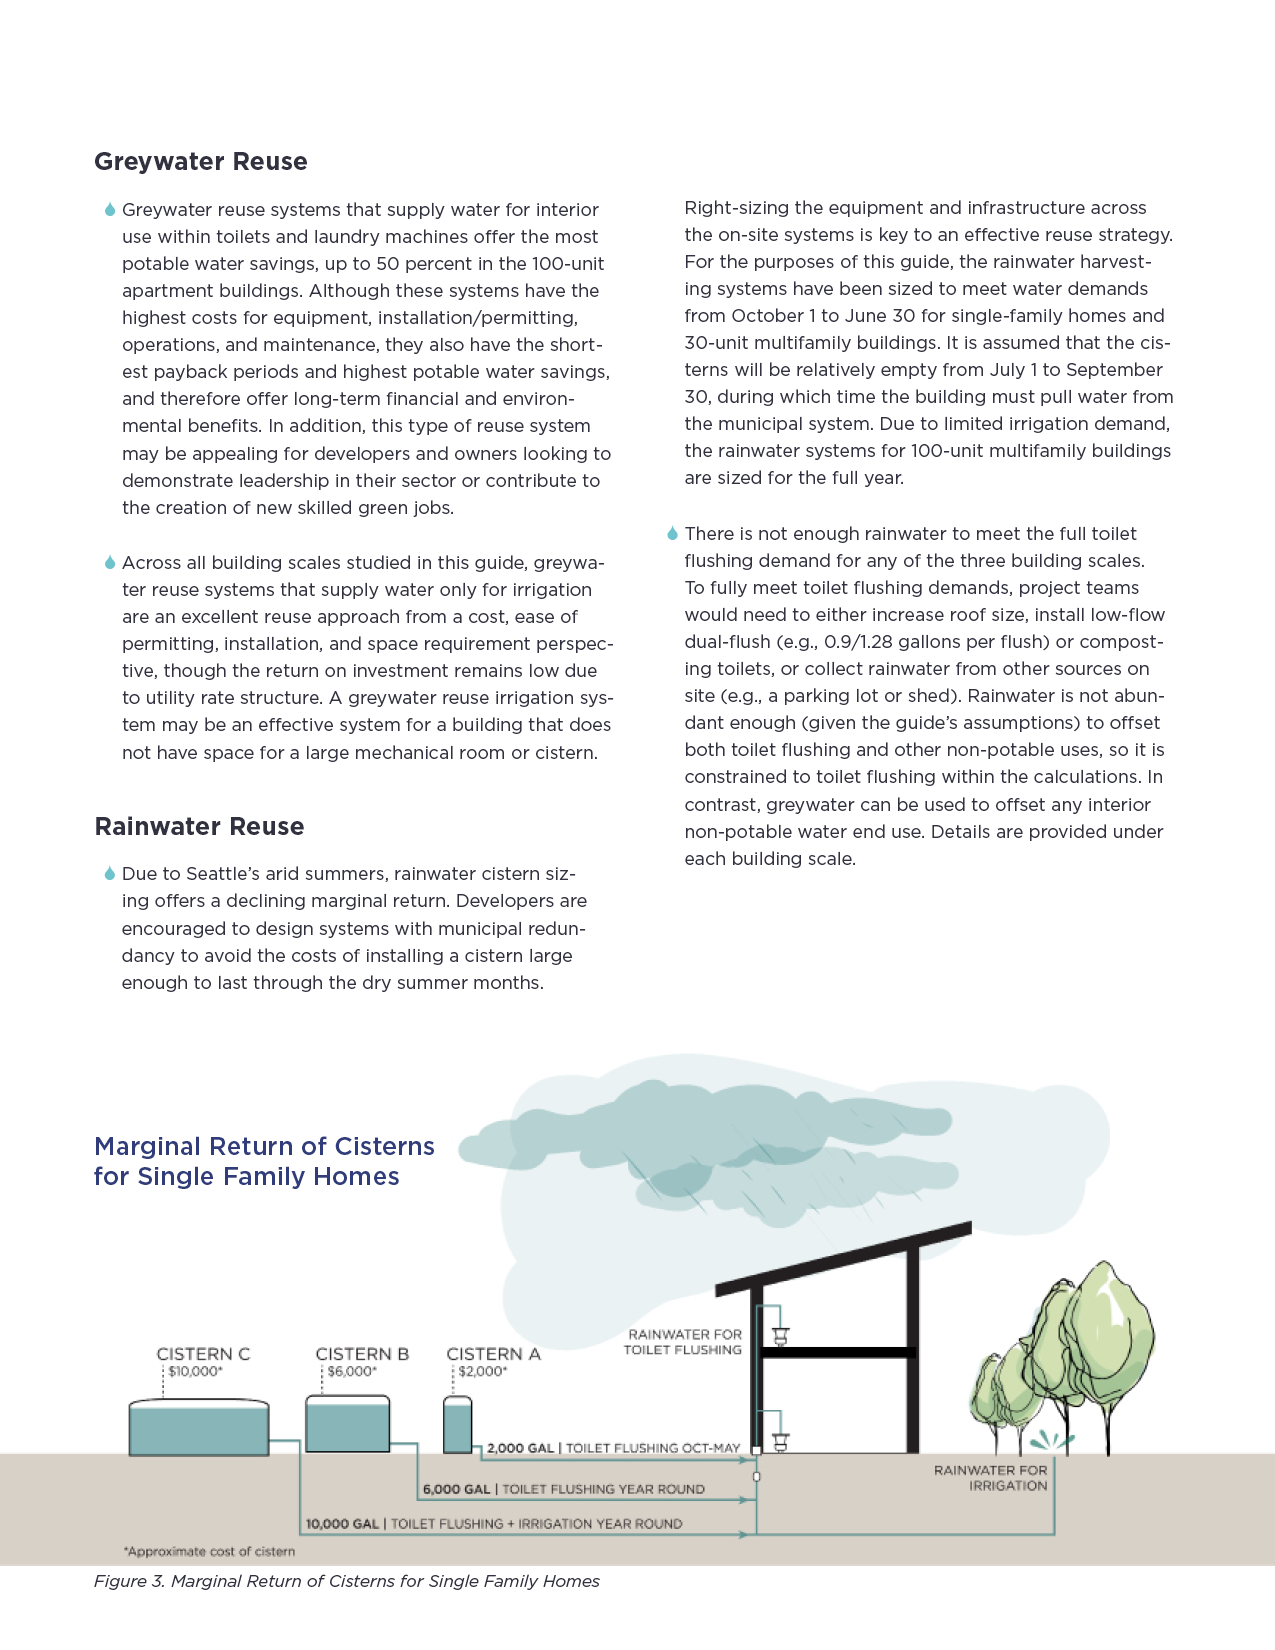 Greywater Reuse
Greywater reuse systems that supply water for interior
use within toilets and laundry machines offer the most
potable water savings, up to 50 percent in the 100-unit
apartment buildings. Although these systems have the
highest costs for equipment, installation/permitting,
operations, and maintenance, they also have the short-
est payback periods and highest potable water savings,
and therefore offer long-term financial and environ-
mental benefits. In addition, this type of reuse system
may be appealing for developers and owners looking to
demonstrate leadership in their sector or contribute to
the creation of new skilled green jobs.
Across all building scales studied in this guide, greywa-
ter reuse systems that supply water only for irrigation
are an excellent reuse approach from a cost, ease of
permitting, installation, and space requirement perspec-
tive, though the return on investment remains low due
to utility rate structure. A greywater reuse irrigation sys-
tem may be an effective system for a building that does
not have space for a large mechanical room or cistern.
Rainwater Reuse
Due to Seattle's arid summers, rainwater cistern siz-
ing offers a declining marginal return. Developers are
encouraged to design systems with municipal redun-
dancy to avoid the costs of installing a cistern large
enough to last through the dry summer months.
Right-sizing the equipment and infrastructure across
the on-site systems is key to an effective reuse strategy.
For the purposes of this guide, the rainwater harvest-
ing systems have been sized to meet water demands
from October 1 to June 30 for single-family homes and
30-unit multifamily buildings. It is assumed that the cis-
terns will be relatively empty from July 1 to September
30, during which time the building must pull water from
the municipal system. Due to limited irrigation demand,
the rainwater systems for 100-unit multifamily buildings
are sized for the full year.
There is not enough rainwater to meet the full toilet
flushing demand for any of the three building scales.
To fully meet toilet flushing demands, project teams
would need to either increase roof size, install low-flow
dual-flush (e.g., 0.9/1.28 gallons per flush) or compost-
ing toilets, or collect rainwater from other sources on
site (e.g., a parking lot or shed). Rainwater is not abun-
dant enough (given the guide's assumptions) to offset
both toilet flushing and other non-potable uses, so it is
constrained to toilet flushing within the calculations. In
contrast, greywater can be used to offset any interior
non-potable water end use. Details are provided under
each building scale.
Marginal Return of Cisterns
for Single Family Homes
RAINWATER FOR
TOILET FLUSHING
CISTERN C
$10,000*
CISTERN B
$6,000*
CISTERN A
$2,000*
2,000 GAL | TOILET FLUSHING OCT-MAY
6,000 GAL | TOILET FLUSHING YEAR ROUND
10,000 GAL | TOILET FLUSHING + IRRIGATION YEAR ROUND
RAINWATER FOR
IRRIGATION
*Approximate cost of cistern
Figure 3. Marginal Return of Cisterns for Single Family Homes